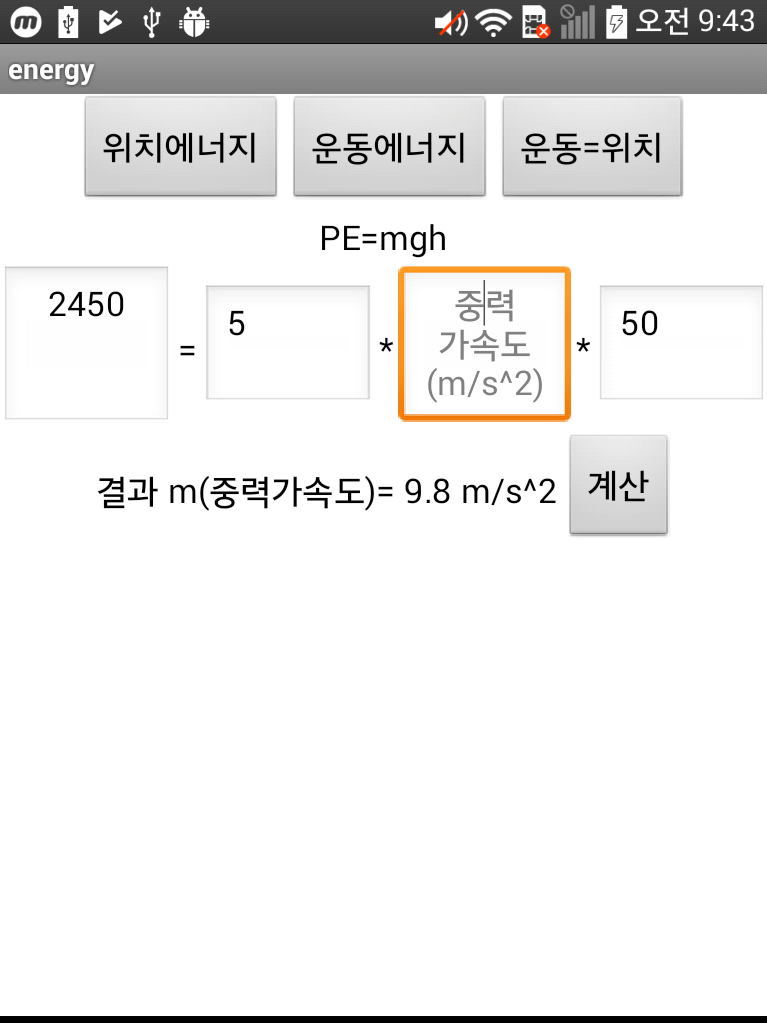 오전 9:43
energy
위치에너지 운동에너지 운동=위치
PE=mgh
2450 = 5 * 중력 * 50
가속도
(m/s^2)
결과 m(중력가속도)= 9.8 m/s^2 계산